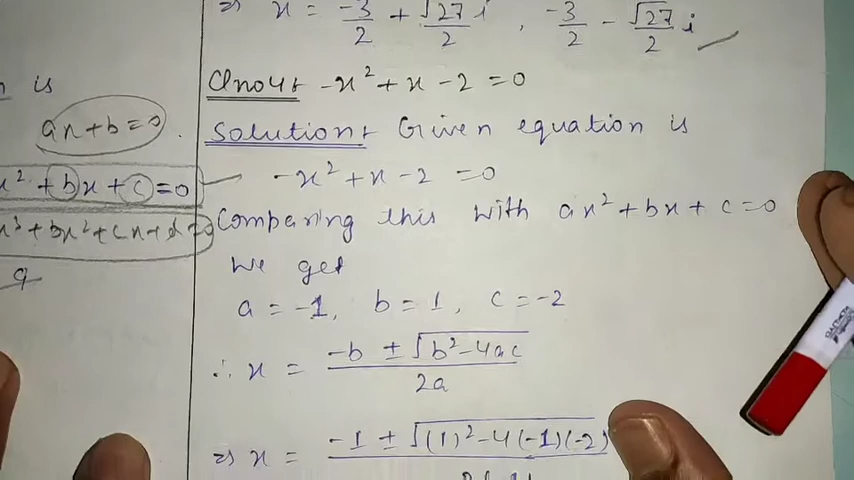 is
ax+b=0
x² + bx + c = 0
x³ + bx² + cx + d = 0
⇒ x = -3/2 + √27/2 i , -3/2 - √27/2 i
Qno4:- -x² + x - 2 = 0
Solution:- Given equation is
-x² + x - 2 = 0
Comparing this with ax² + bx + c = 0
we get
a = -1, b = 1, c = -2
∴ x = -b ± √b²-4ac / 2a
⇒ x = -1 ± √(1)²-4(-1)(-2)